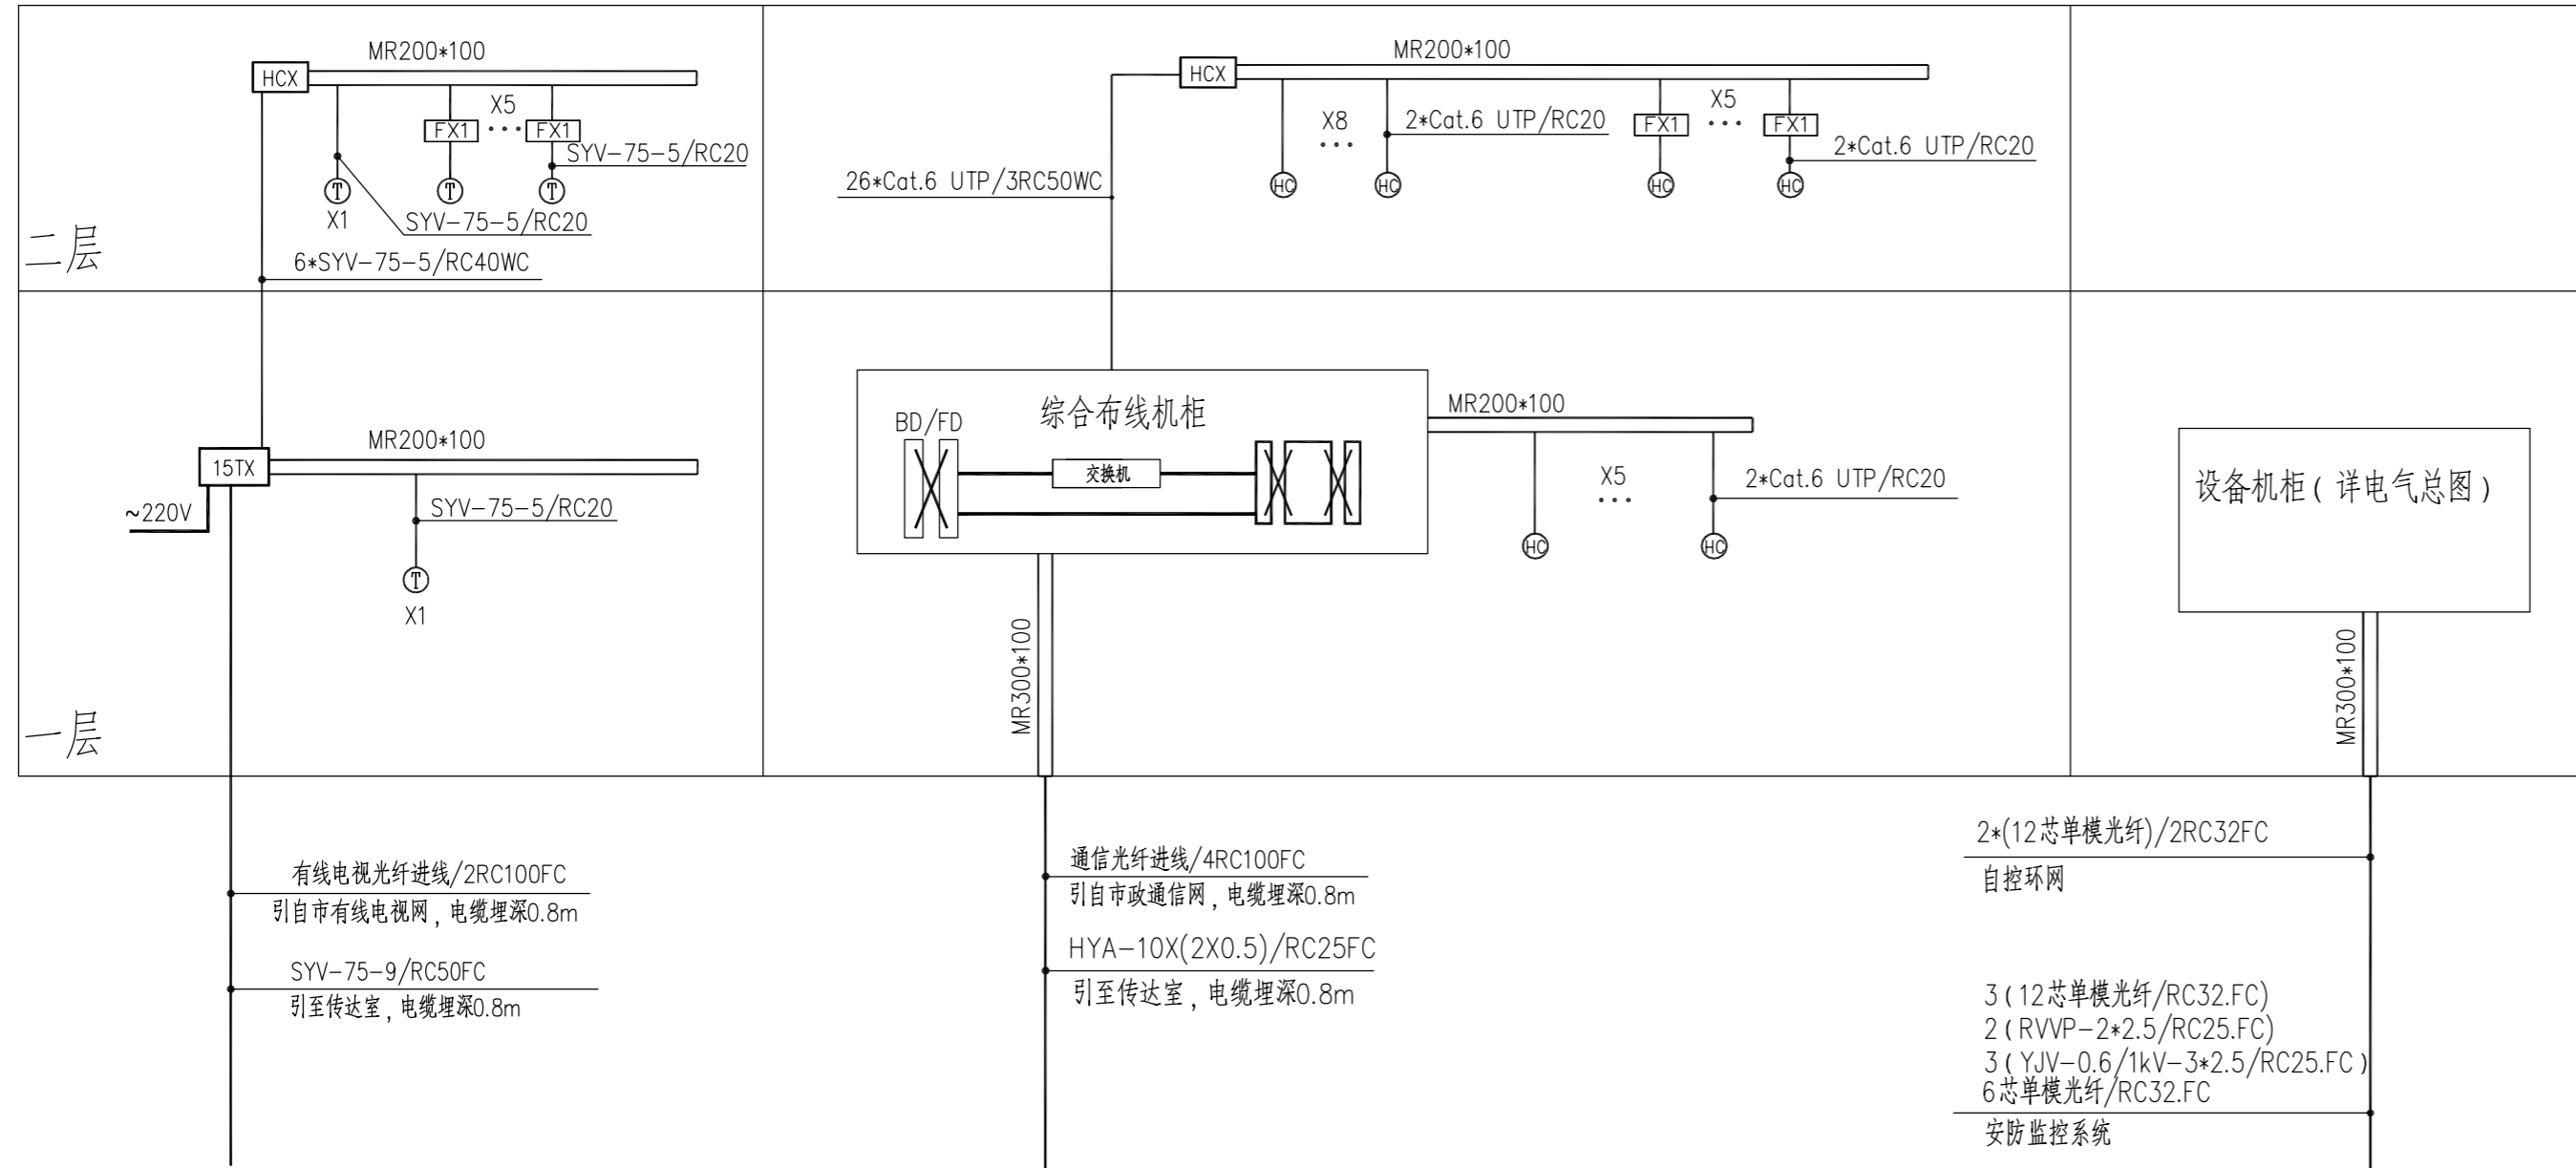 MR200*100
HCX
X5
FX1
FX1
SYV-75-5/RC20
T
T
T
X1
SYV-75-5/RC20
6*SYV-75-5/RC40WC
二层
MR200*100
HCX
X8
2*Cat.6 UTP/RC20
X5
FX1
FX1
2*Cat.6 UTP/RC20
26*Cat.6 UTP/3RC50WC
HC
HC
HC
HC
MR200*100
15TX
~220V
SYV-75-5/RC20
T
X1
一层
综合布线机柜
BD/FD
交换机
MR200*100
X5
2*Cat.6 UTP/RC20
HC
HC
MR300*100
设备机柜(详电气总图)
MR300*100
有线电视光纤进线/2RC100FC
引自市有线电视网,电缆埋深0.8m
SYV-75-9/RC50FC
引至传达室,电缆埋深0.8m
通信光纤进线/4RC100FC
引自市政通信网,电缆埋深0.8m
HYA-10X(2X0.5)/RC25FC
引至传达室,电缆埋深0.8m
2*(12芯单模光纤)/2RC32FC
自控环网
3(12芯单模光纤/RC32.FC)
2(RVVP-2*2.5/RC25.FC)
3(YJV-0.6/1kV-3*2.5/RC25.FC)
6芯单模光纤/RC32.FC
安防监控系统